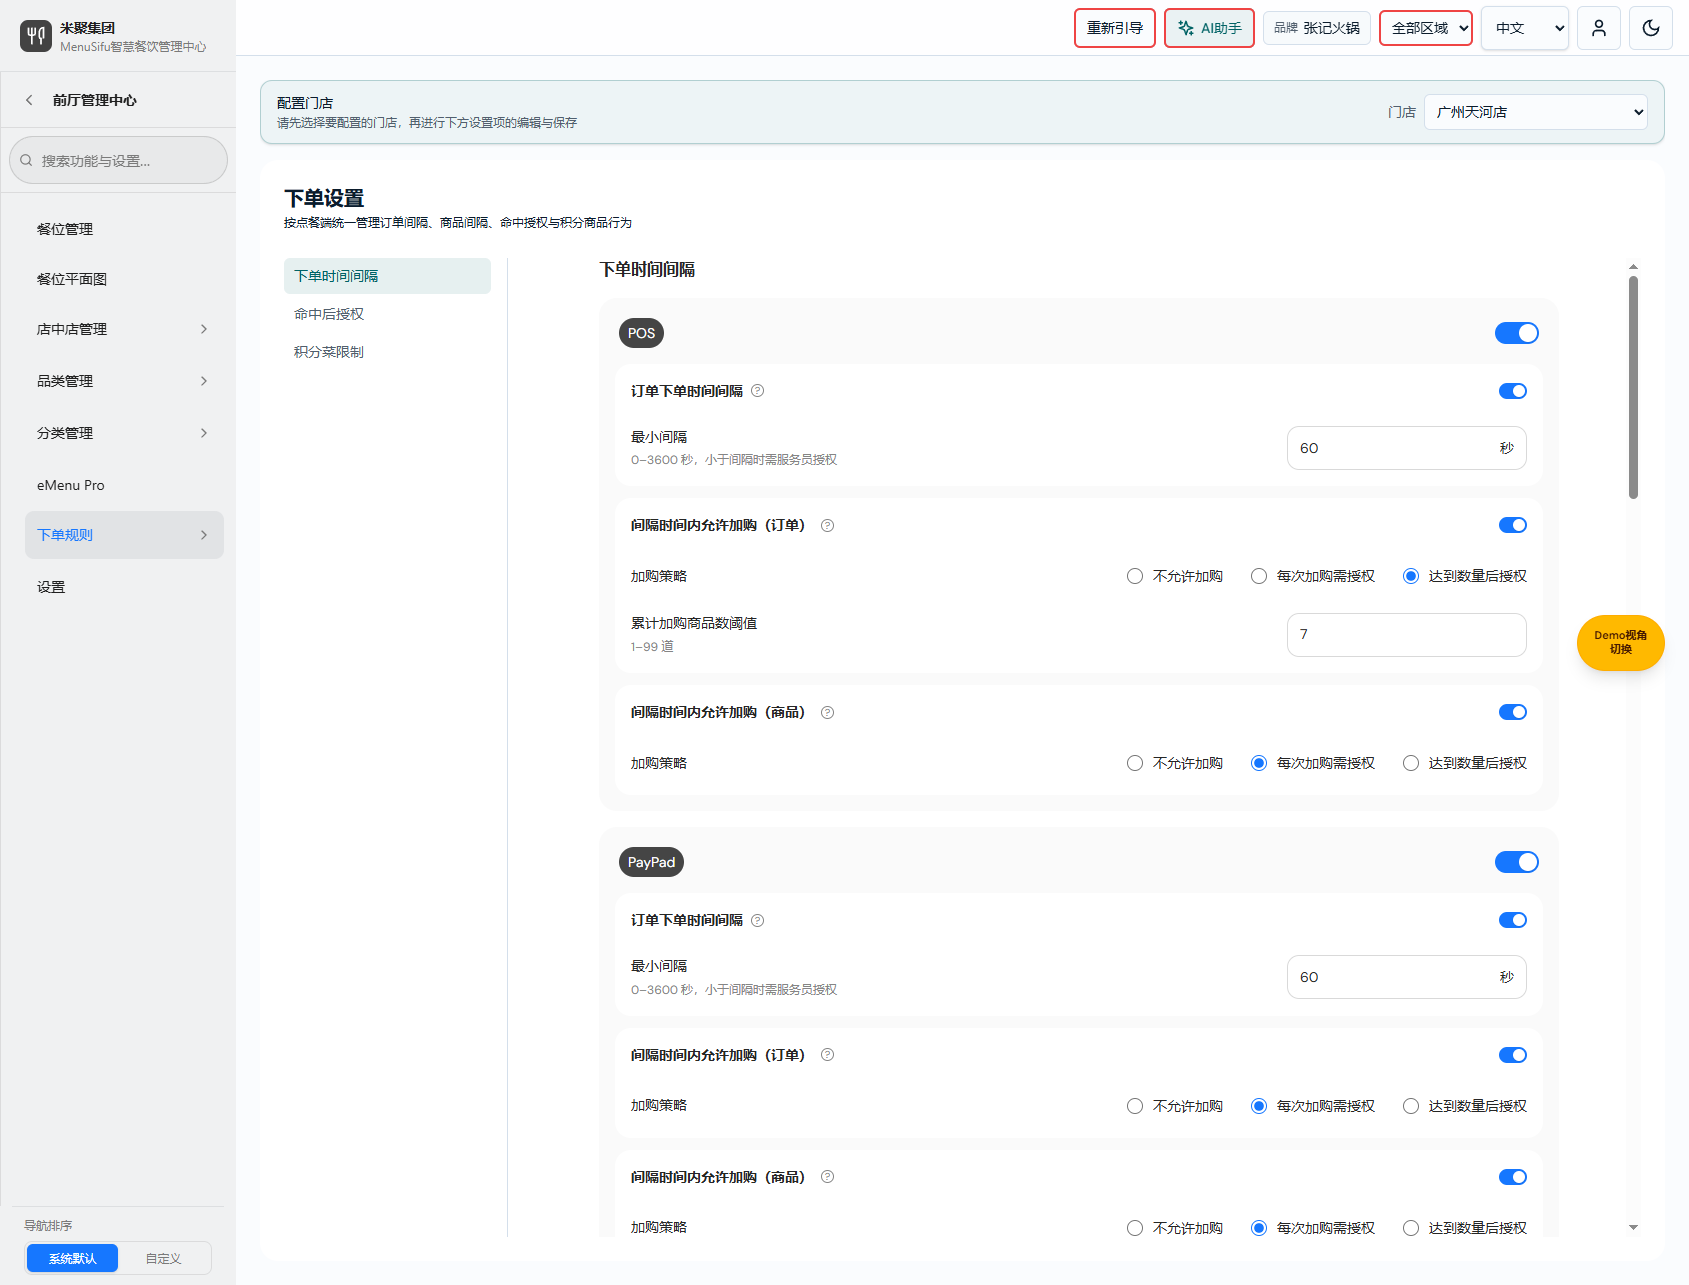 米聚集团
MenuSifu智慧餐饮管理中心
重新引导
AI助手
品牌 张记火锅
全部区域
中文
前厅管理中心
搜索功能与设置...
餐位管理
餐位平面图
店中店管理
品类管理
分类管理
eMenu Pro
下单规则
设置
导航排序
系统默认
自定义
配置门店
请先选择要配置的门店，再进行下方设置项的编辑与保存
门店
广州天河店
下单设置
按点餐端统一管理订单间隔、商品间隔、命中授权与积分商品行为
下单时间间隔
命中后授权
积分菜限制
下单时间间隔
POS
订单下单时间间隔
最小间隔
0–3600 秒，小于间隔时需服务员授权
60 秒
间隔时间内允许加购（订单）
加购策略
不允许加购 每次加购需授权 达到数量后授权
累计加购商品数阈值
1–99 道
7
间隔时间内允许加购（商品）
加购策略
不允许加购 每次加购需授权 达到数量后授权
PayPad
订单下单时间间隔
最小间隔
0–3600 秒，小于间隔时需服务员授权
60 秒
间隔时间内允许加购（订单）
加购策略
不允许加购 每次加购需授权 达到数量后授权
间隔时间内允许加购（商品）
加购策略
不允许加购 每次加购需授权 达到数量后授权
Demo视角
切换